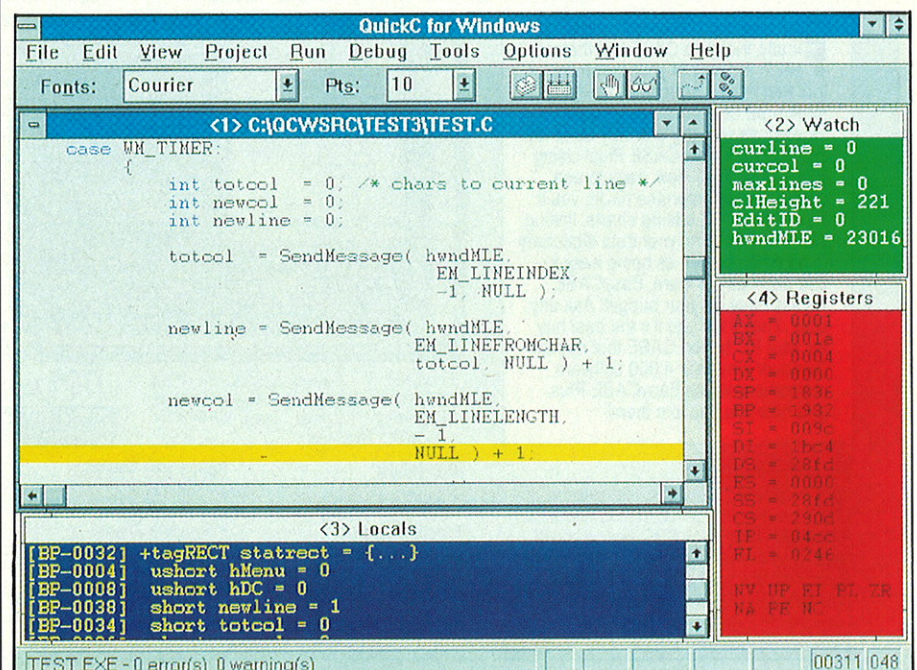 QuickC for Windows
File Edit View Project Run Debug Tools Options Window Help
Fonts: Courier Pts: 10
<1> C:\QCWSRC\TEST3\TEST.C
case WM_TIMER:
{
int totcol = 0; /* chars to current line */
int newcol = 0;
int newline = 0;
totcol = SendMessage( hwndMLE,
EM_LINEINDEX,
-1, NULL );
newline = SendMessage( hwndMLE,
EM_LINEFROMCHAR,
totcol, NULL ) + 1;
newcol = SendMessage( hwndMLE,
EM_LINELENGTH,
- 1,
NULL ) + 1;
<2> Watch
curline = 0
curcol = 0
maxlines = 0
clHeight = 221
EditID = 0
hwndMLE = 23016
<4> Registers
AX = 0001
BX = 001e
CX = 0004
DX = 0000
SP = 1836
BP =
SI = 009c
DI = 1bc4
DS = 28fd
ES = 0000
SS = 28fd
CS = 290d
IP =
FL = 0246
NV UP EI PL ZR
NA PE NC
<3> Locals
[BP-0032] +tagRECT statrect = {...}
[BP-0004] ushort hMenu = 0
[BP-0008] ushort hDC = 0
[BP-0038] short newline = 1
[BP-0034] short totcol = 0
TEST.EXE - 0 error(s), 0 warning(s)
00311 048